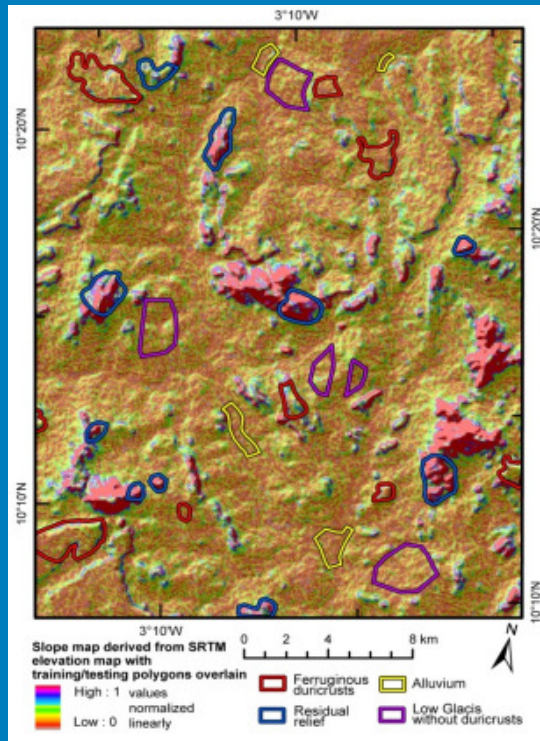 3°10'W
10°20'N
10°20'N
10°10'N
10°10'N
3°10'W
Slope map derived from SRTM
elevation map with
training/testing polygons overlain
High : 1 values
normalized
Low : 0 linearly
0 2 4 8 km
N
Ferruginous
duricrusts
Alluvium
Residual
relief
Low Glacis
without duricrusts